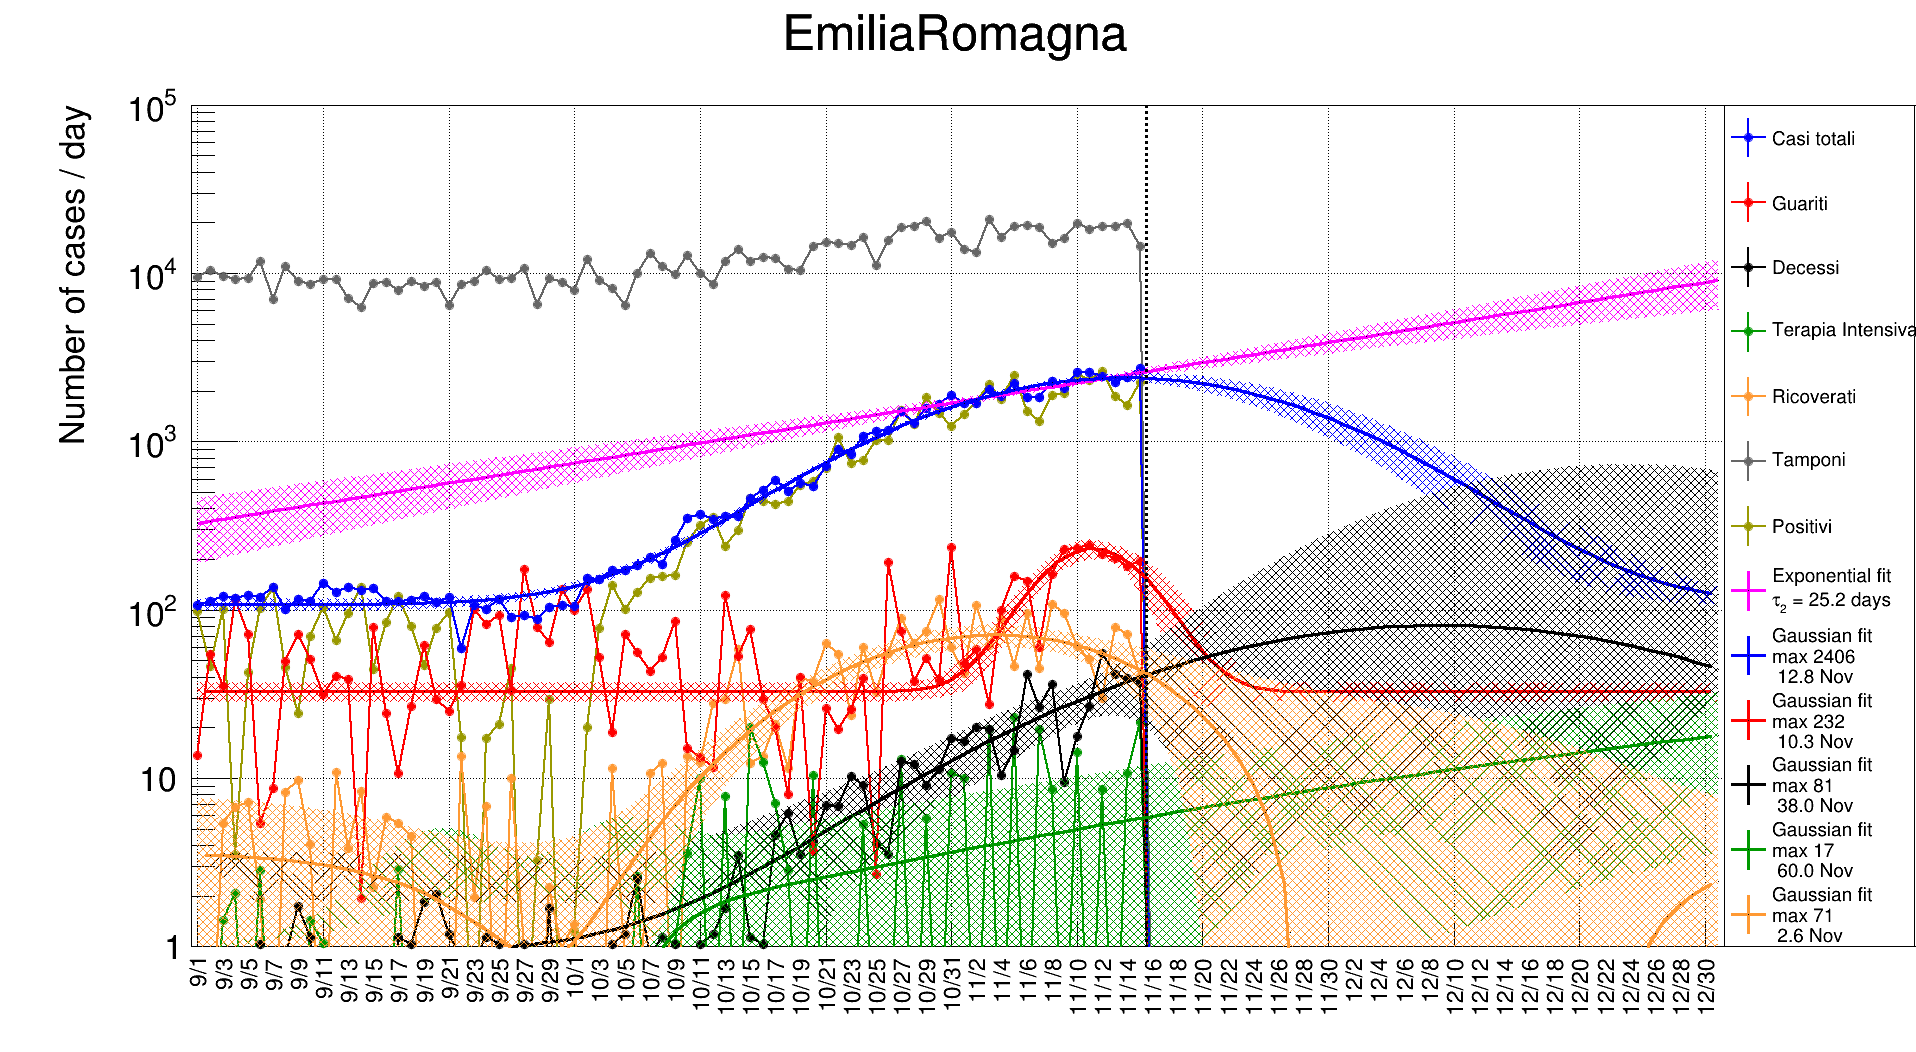 EmiliaRomagna
Number of cases / day
10^5
10^4
10^3
10^2
10
1
9/1 9/3 9/5 9/7 9/9 9/11 9/13 9/15 9/17 9/19 9/21 9/23 9/25 9/27 9/29 10/1 10/3 10/5 10/7 10/9 10/11 10/13 10/15 10/17 10/19 10/21 10/23 10/25 10/27 10/29 10/31 11/2 11/4 11/6 11/8 11/10 11/12 11/14 11/16 11/18 11/20 11/22 11/24 11/26 11/28 11/30 12/2 12/4 12/6 12/8 12/10 12/12 12/14 12/16 12/18 12/20 12/22 12/24 12/26 12/28 12/30
Casi totali
Guariti
Decessi
Terapia Intensiva
Ricoverati
Tamponi
Positivi
Exponential fit
τ_2 = 25.2 days
Gaussian fit
max 2406
12.8 Nov
Gaussian fit
max 232
10.3 Nov
Gaussian fit
max 81
38.0 Nov
Gaussian fit
max 17
60.0 Nov
Gaussian fit
max 71
2.6 Nov